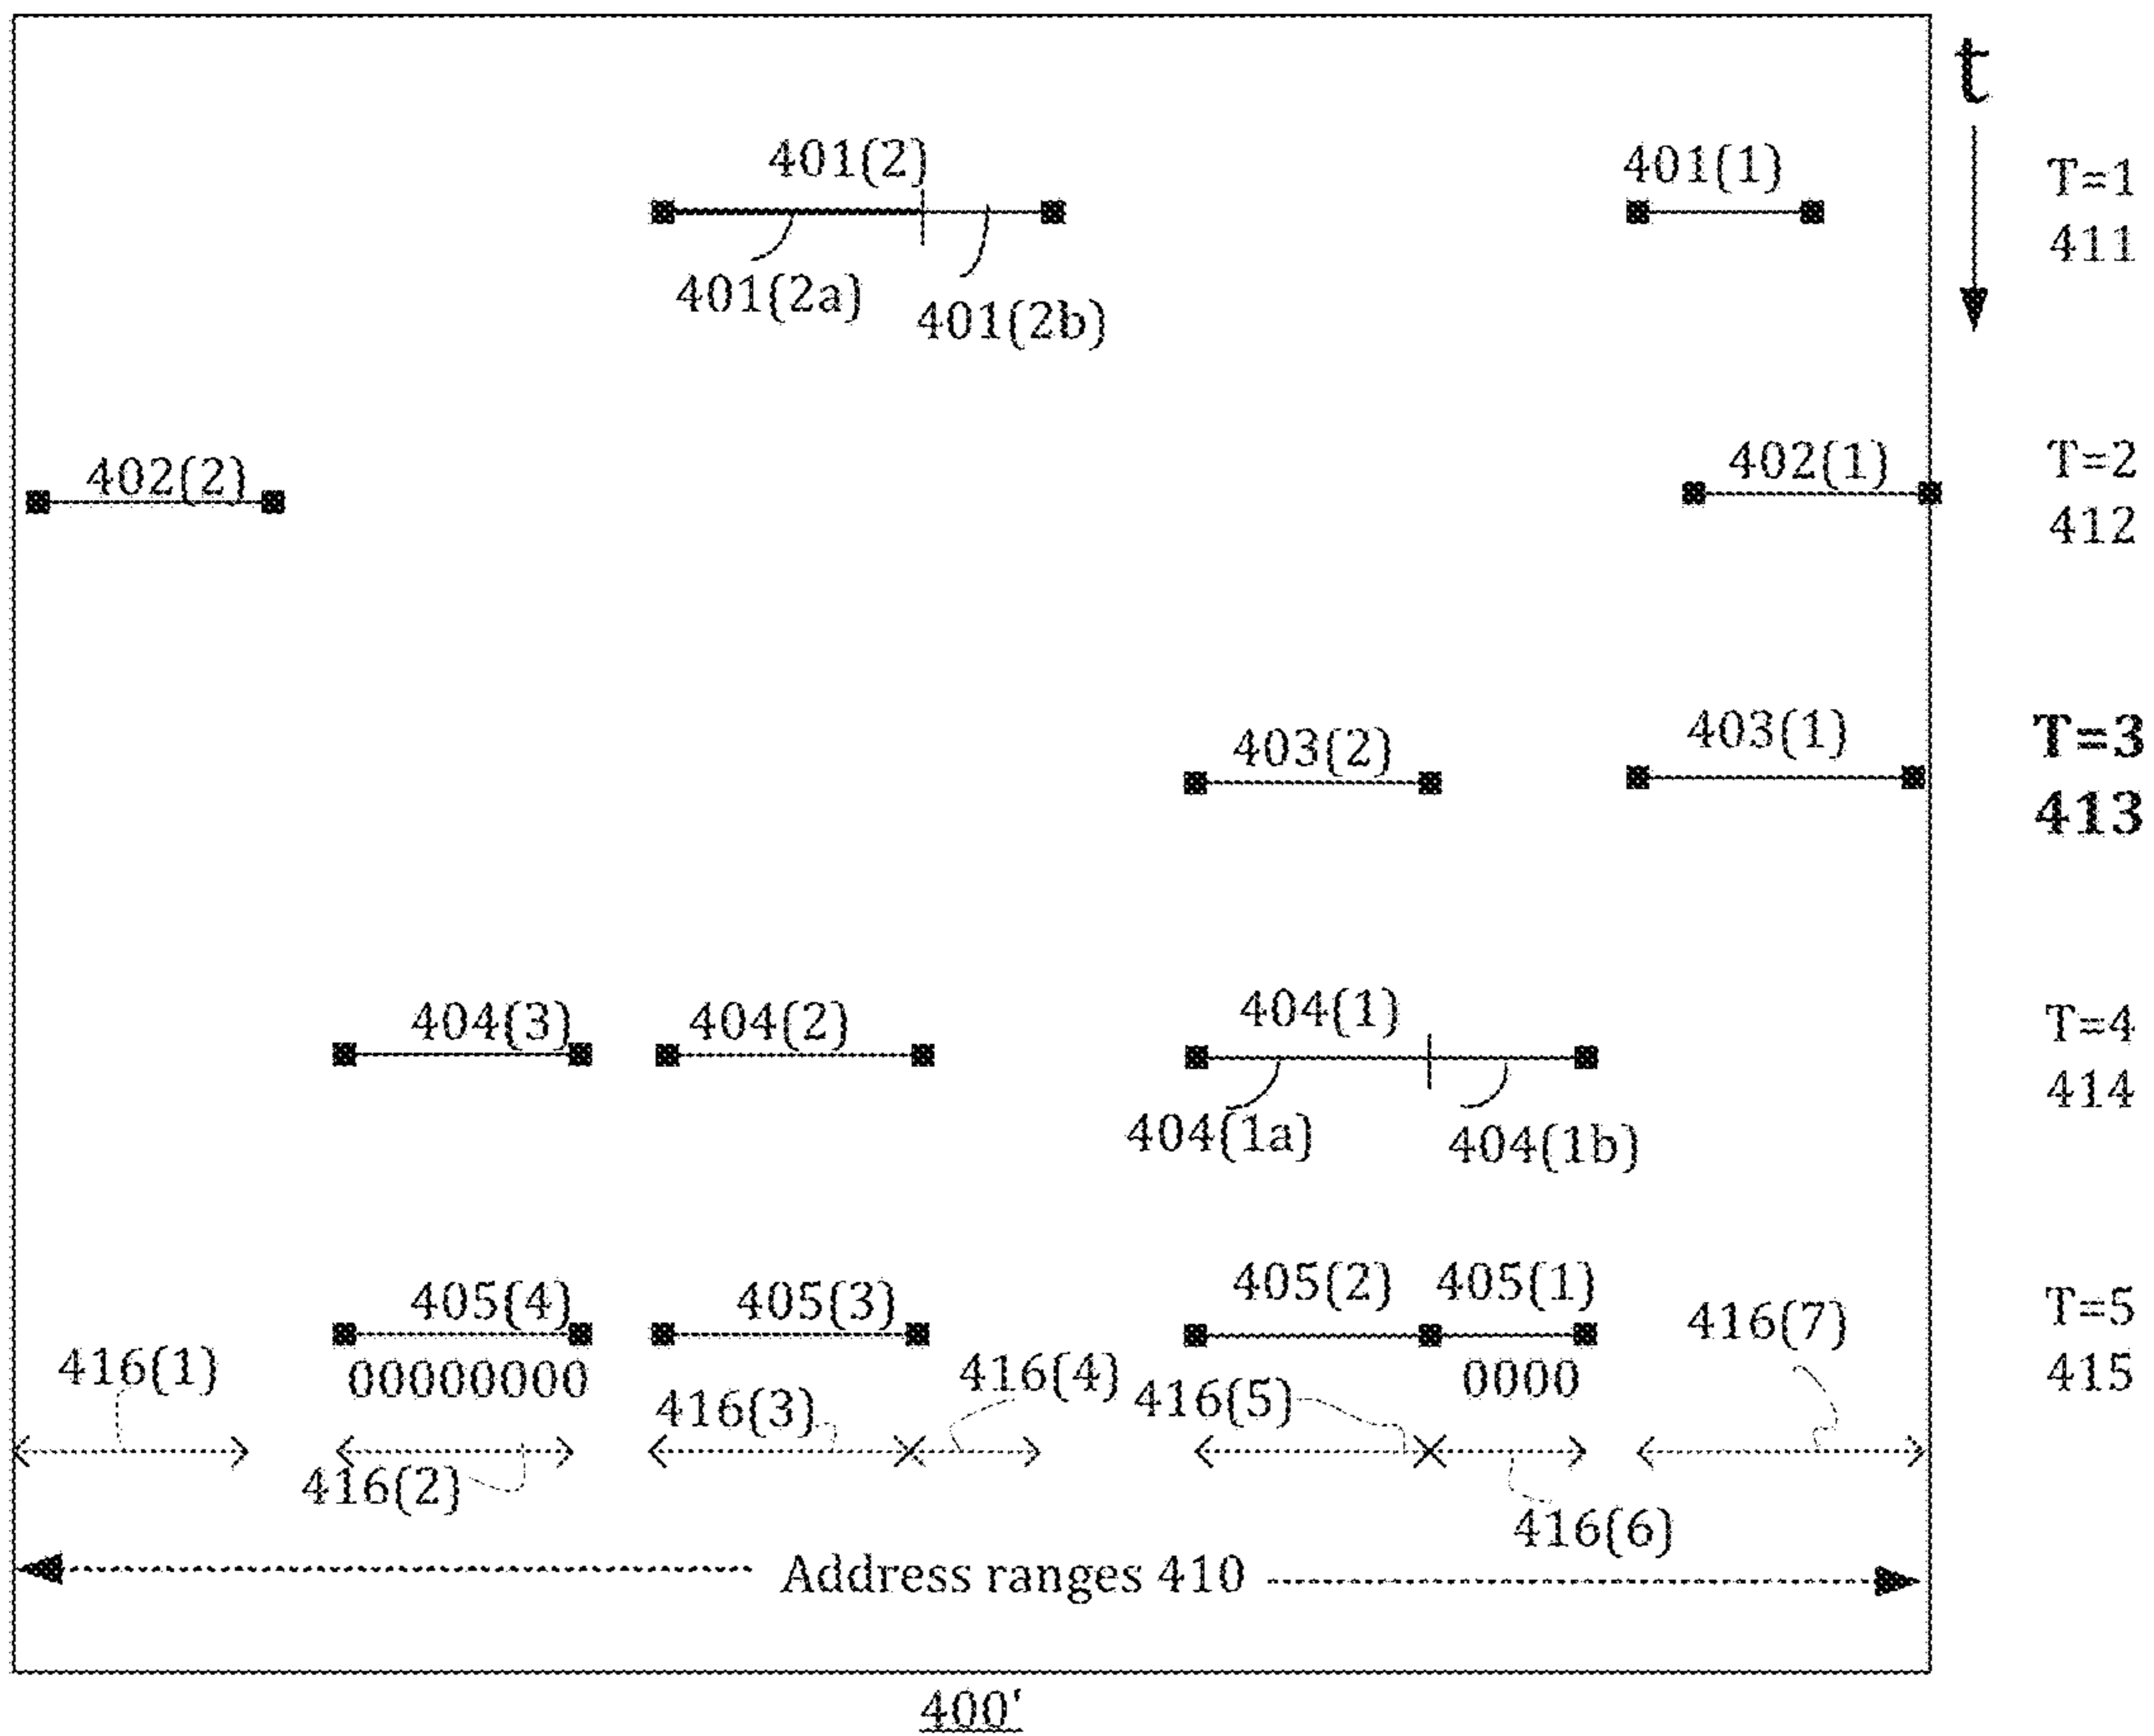 t
401(2)
401(1)
T=1
401(2a)
401(2b)
411
402(2)
402(1)
T=2
412
403(2)
403(1)
T=3
413
404(3)
404(2)
404(1)
T=4
404(1a)
404(1b)
414
405(4)
405(3)
405(2)
405(1)
T=5
416(1)
00000000
416(3)
416(4)
416(5)
0000
416(7)
415
416(2)
416(6)
Address ranges 410
400'